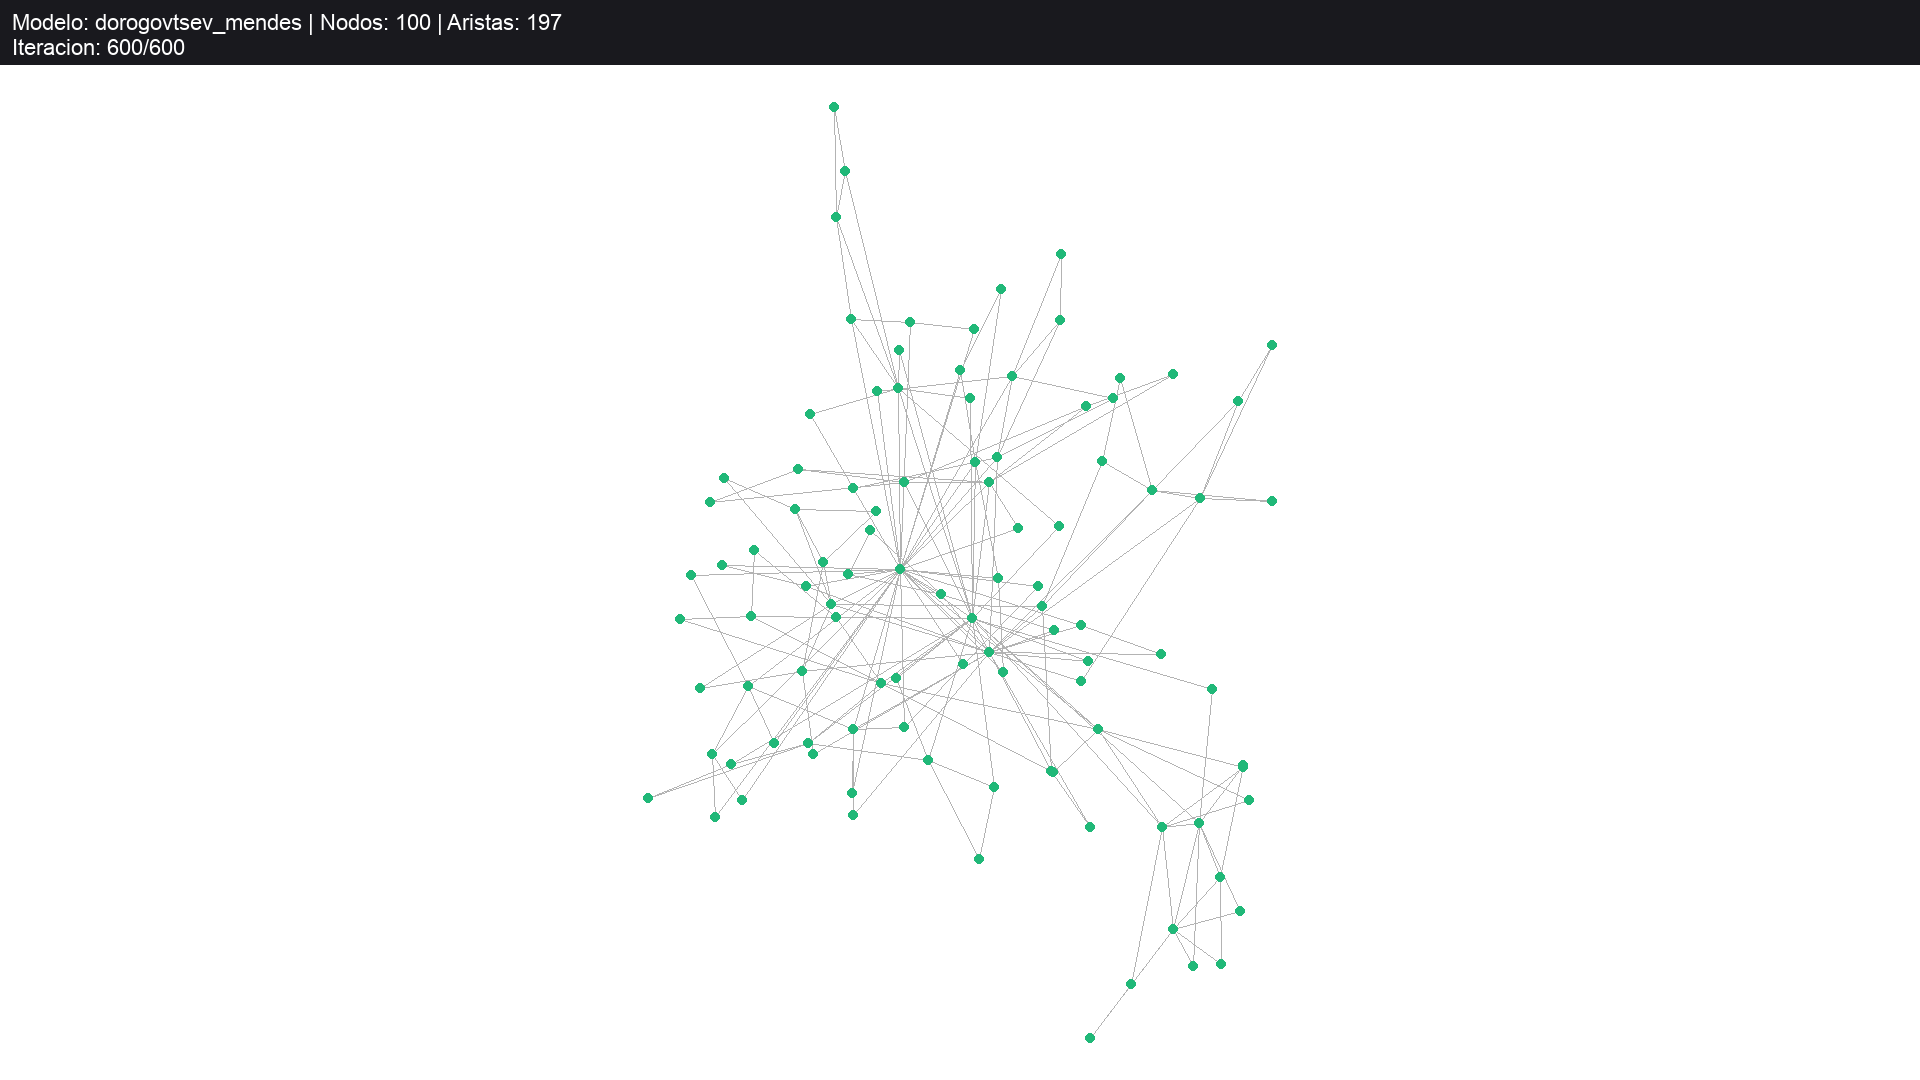 Modelo: dorogovtsev_mendes | Nodos: 100 | Aristas: 197
Iteracion: 600/600